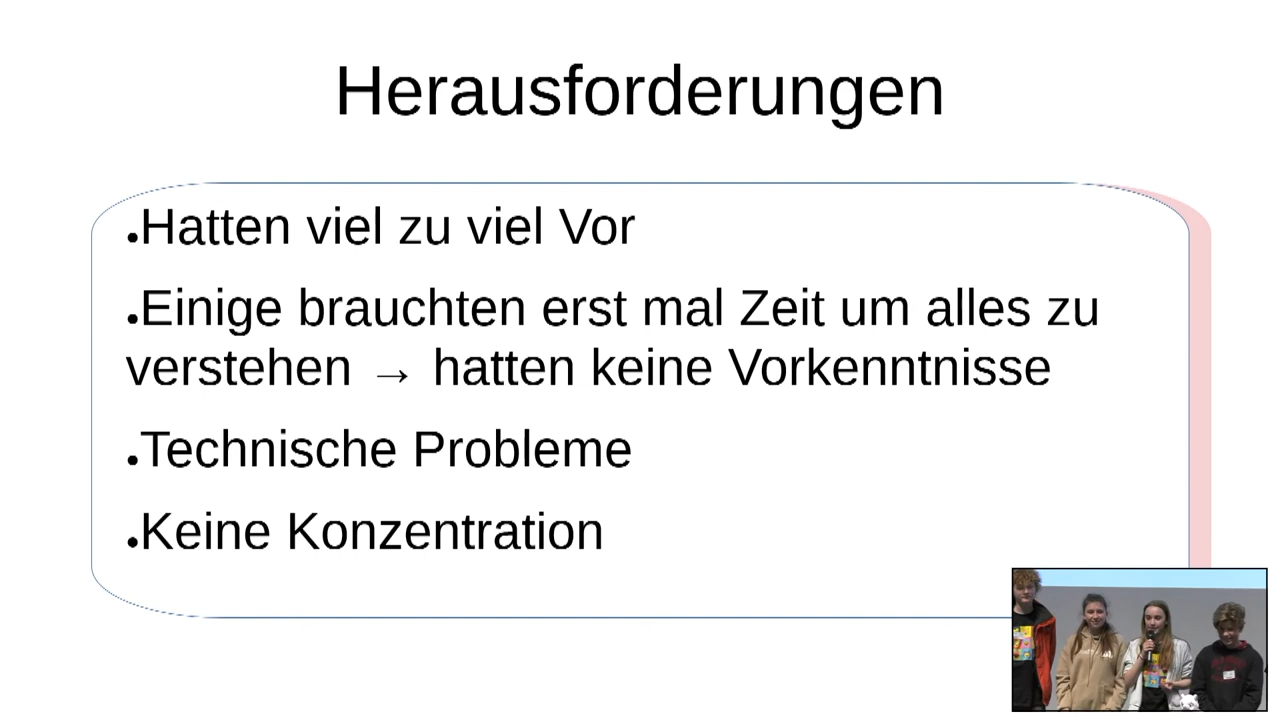 Herausforderungen
●Hatten viel zu viel Vor
●Einige brauchten erst mal Zeit um alles zu
verstehen → hatten keine Vorkenntnisse
●Technische Probleme
●Keine Konzentration